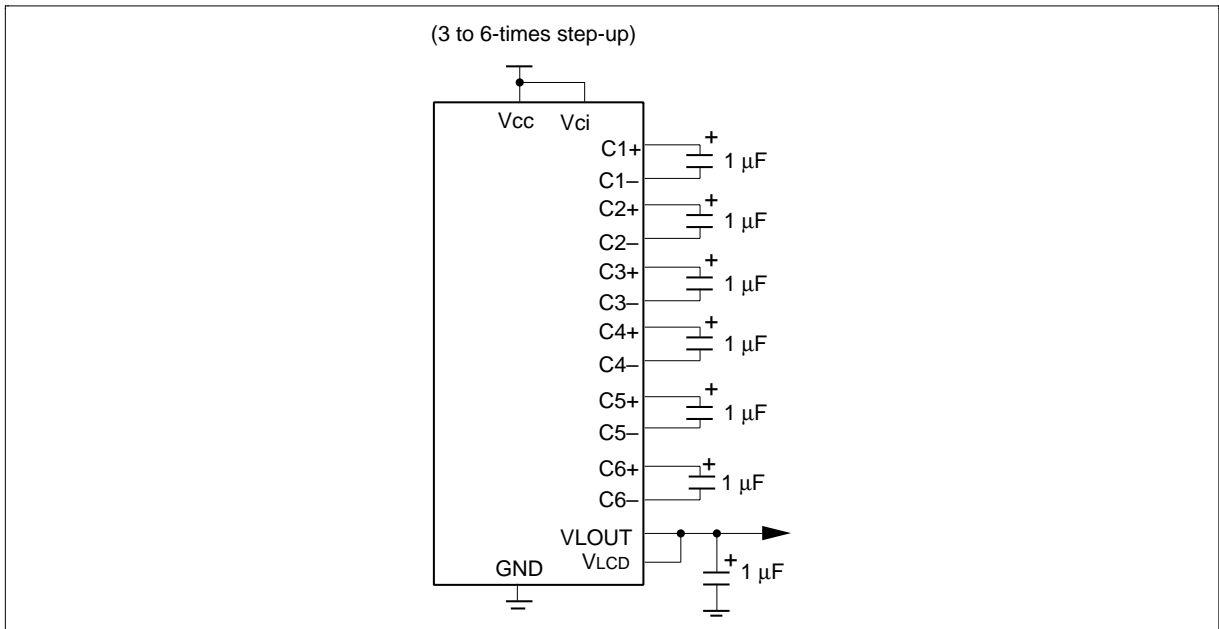 (3 to 6-times step-up)
Vcc Vci
C1+
+
1 µF
C1–
C2+
+
1 µF
C2–
C3+
+
1 µF
C3–
C4+
+
1 µF
C4–
C5+
+
1 µF
C5–
C6+
+
1 µF
C6–
VLOUT
VLCD
GND
+
1 µF